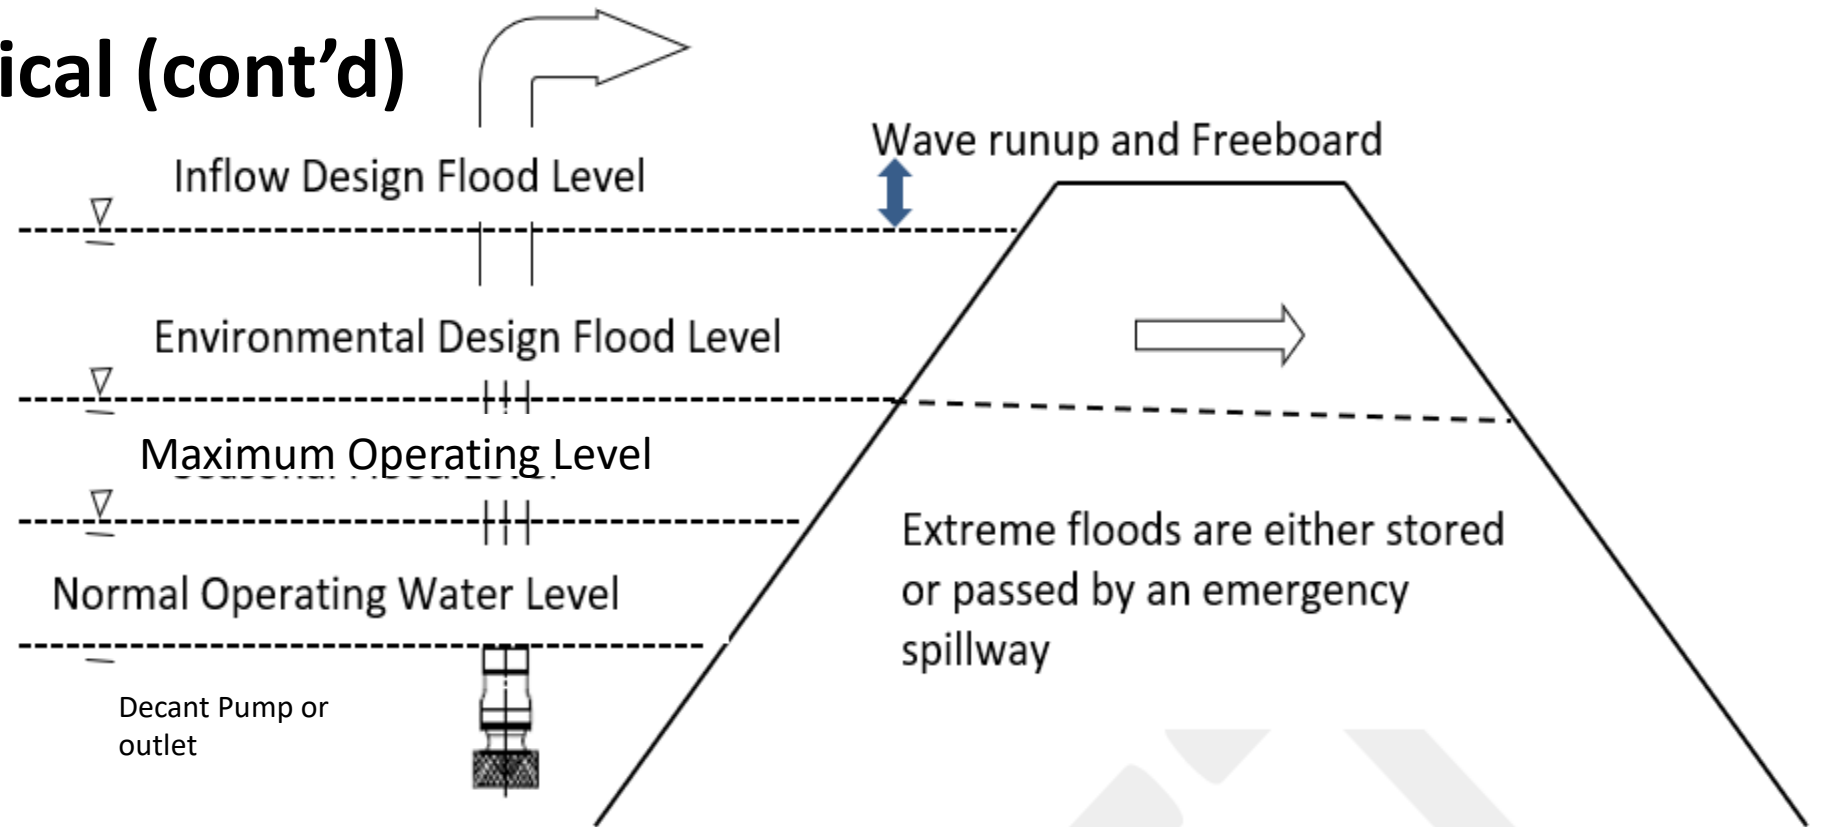 ical (cont’d)
Wave runup and Freeboard
Inflow Design Flood Level
Environmental Design Flood Level
Maximum Operating Level
Extreme floods are either stored
or passed by an emergency
spillway
Normal Operating Water Level
Decant Pump or
outlet